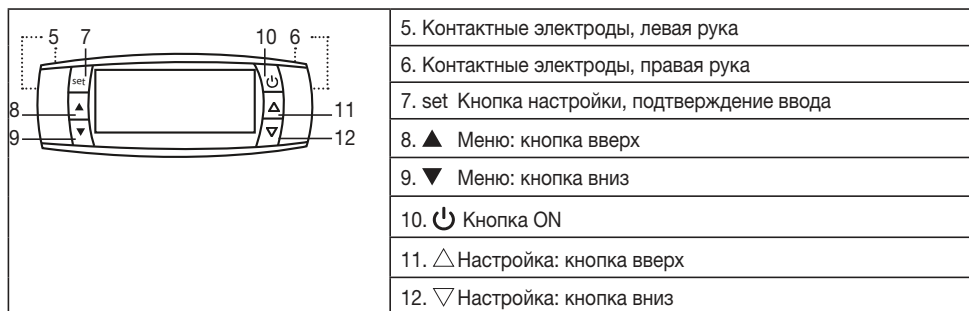 5 7 10 6
set
8 11
9 12
5. Контактные электроды, левая рука
6. Контактные электроды, правая рука
7. set Кнопка настройки, подтверждение ввода
8. ▲ Меню: кнопка вверх
9. ▼ Меню: кнопка вниз
10. ⏻ Кнопка ON
11. △ Настройка: кнопка вверх
12. ▽ Настройка: кнопка вниз